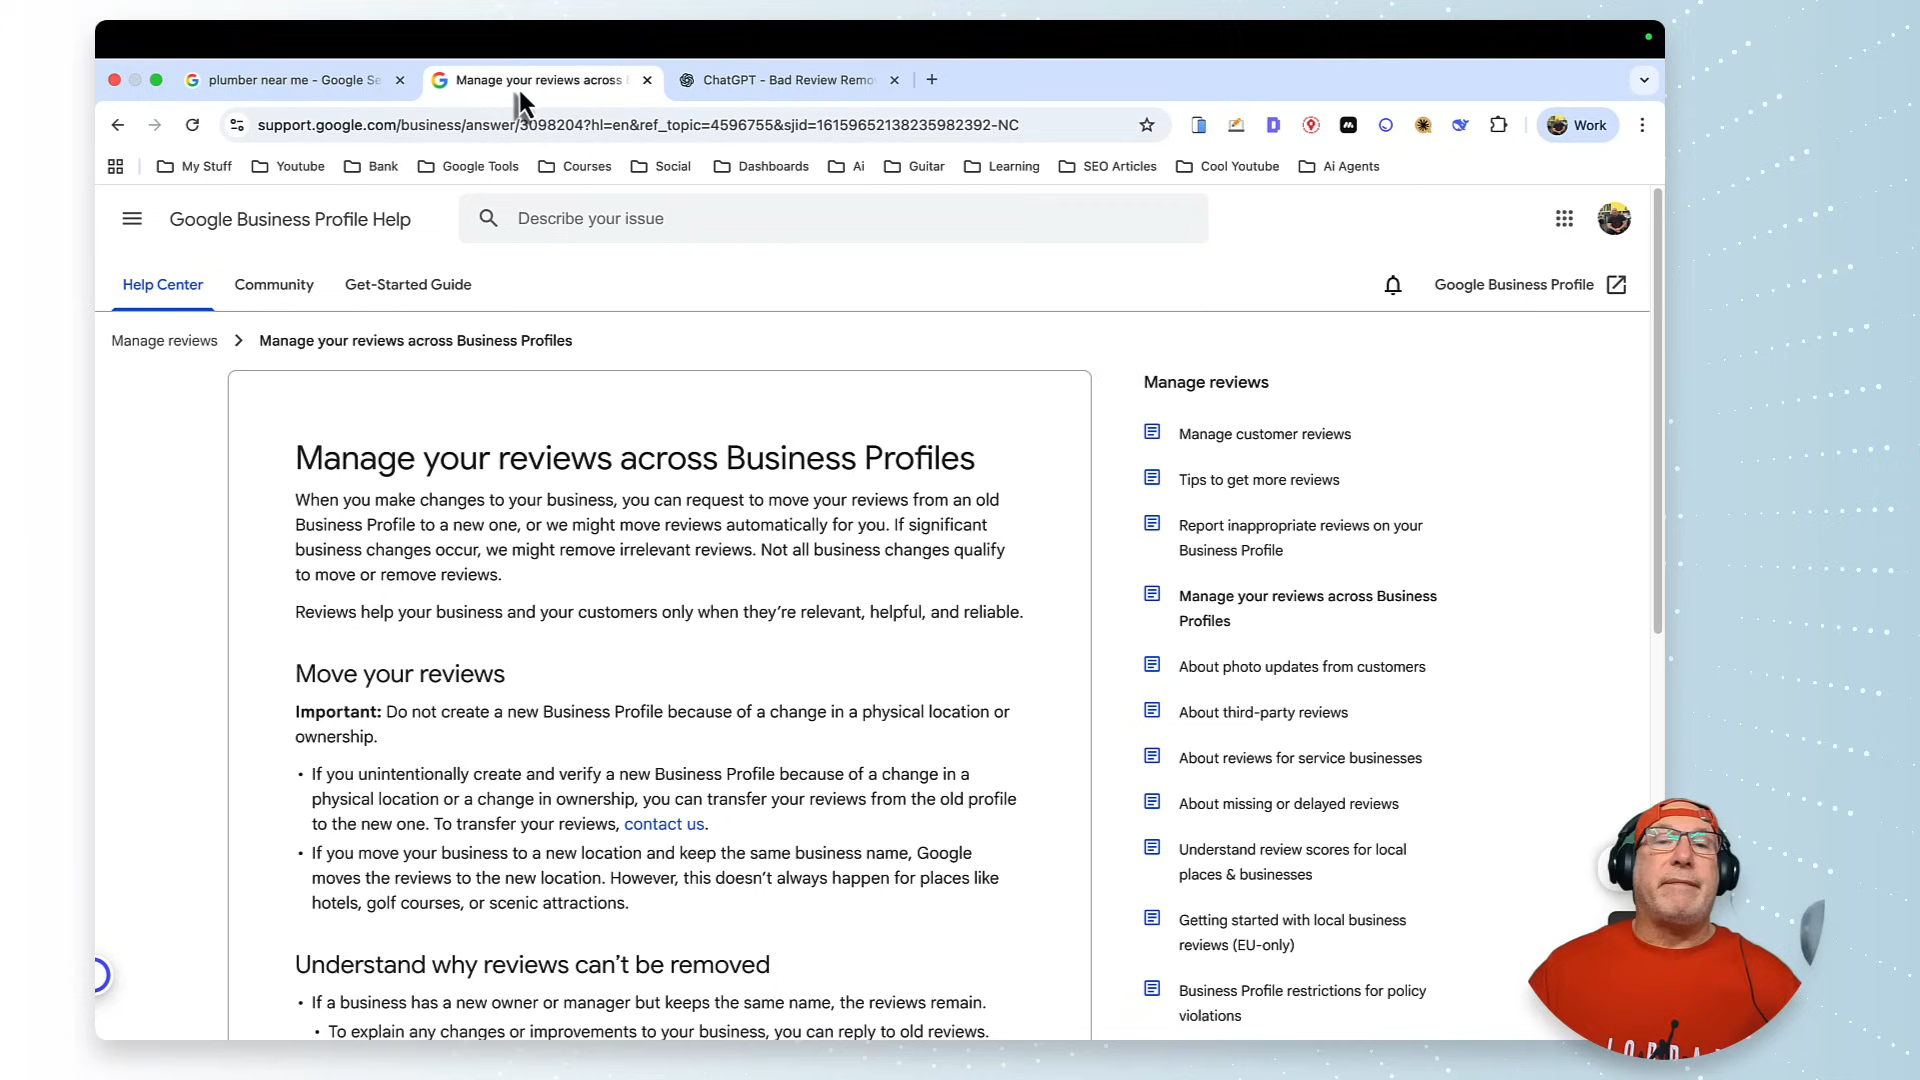 plumber near me - Google Se
Manage your reviews across
ChatGPT - Bad Review Remo
support.google.com/business/answer/3098204?hl=en&ref_topic=4596755&sjid=16159652138235982392-NC
Work
My Stuff
Youtube
Bank
Google Tools
Courses
Social
Dashboards
Ai
Guitar
Learning
SEO Articles
Cool Youtube
Ai Agents
Google Business Profile Help
Describe your issue
Help Center
Community
Get-Started Guide
Google Business Profile
Manage reviews
Manage your reviews across Business Profiles
Manage your reviews across Business Profiles
When you make changes to your business, you can request to move your reviews from an old
Business Profile to a new one, or we might move reviews automatically for you. If significant
business changes occur, we might remove irrelevant reviews. Not all business changes qualify
to move or remove reviews.
Reviews help your business and your customers only when they're relevant, helpful, and reliable.
Move your reviews
Important: Do not create a new Business Profile because of a change in a physical location or
ownership.
• If you unintentionally create and verify a new Business Profile because of a change in a
physical location or a change in ownership, you can transfer your reviews from the old profile
to the new one. To transfer your reviews, contact us.
• If you move your business to a new location and keep the same business name, Google
moves the reviews to the new location. However, this doesn't always happen for places like
hotels, golf courses, or scenic attractions.
Understand why reviews can't be removed
• If a business has a new owner or manager but keeps the same name, the reviews remain.
• To explain any changes or improvements to your business, you can reply to old reviews.
Manage reviews
Manage customer reviews
Tips to get more reviews
Report inappropriate reviews on your
Business Profile
Manage your reviews across Business
Profiles
About photo updates from customers
About third-party reviews
About reviews for service businesses
About missing or delayed reviews
Understand review scores for local
places & businesses
Getting started with local business
reviews (EU-only)
Business Profile restrictions for policy
violations